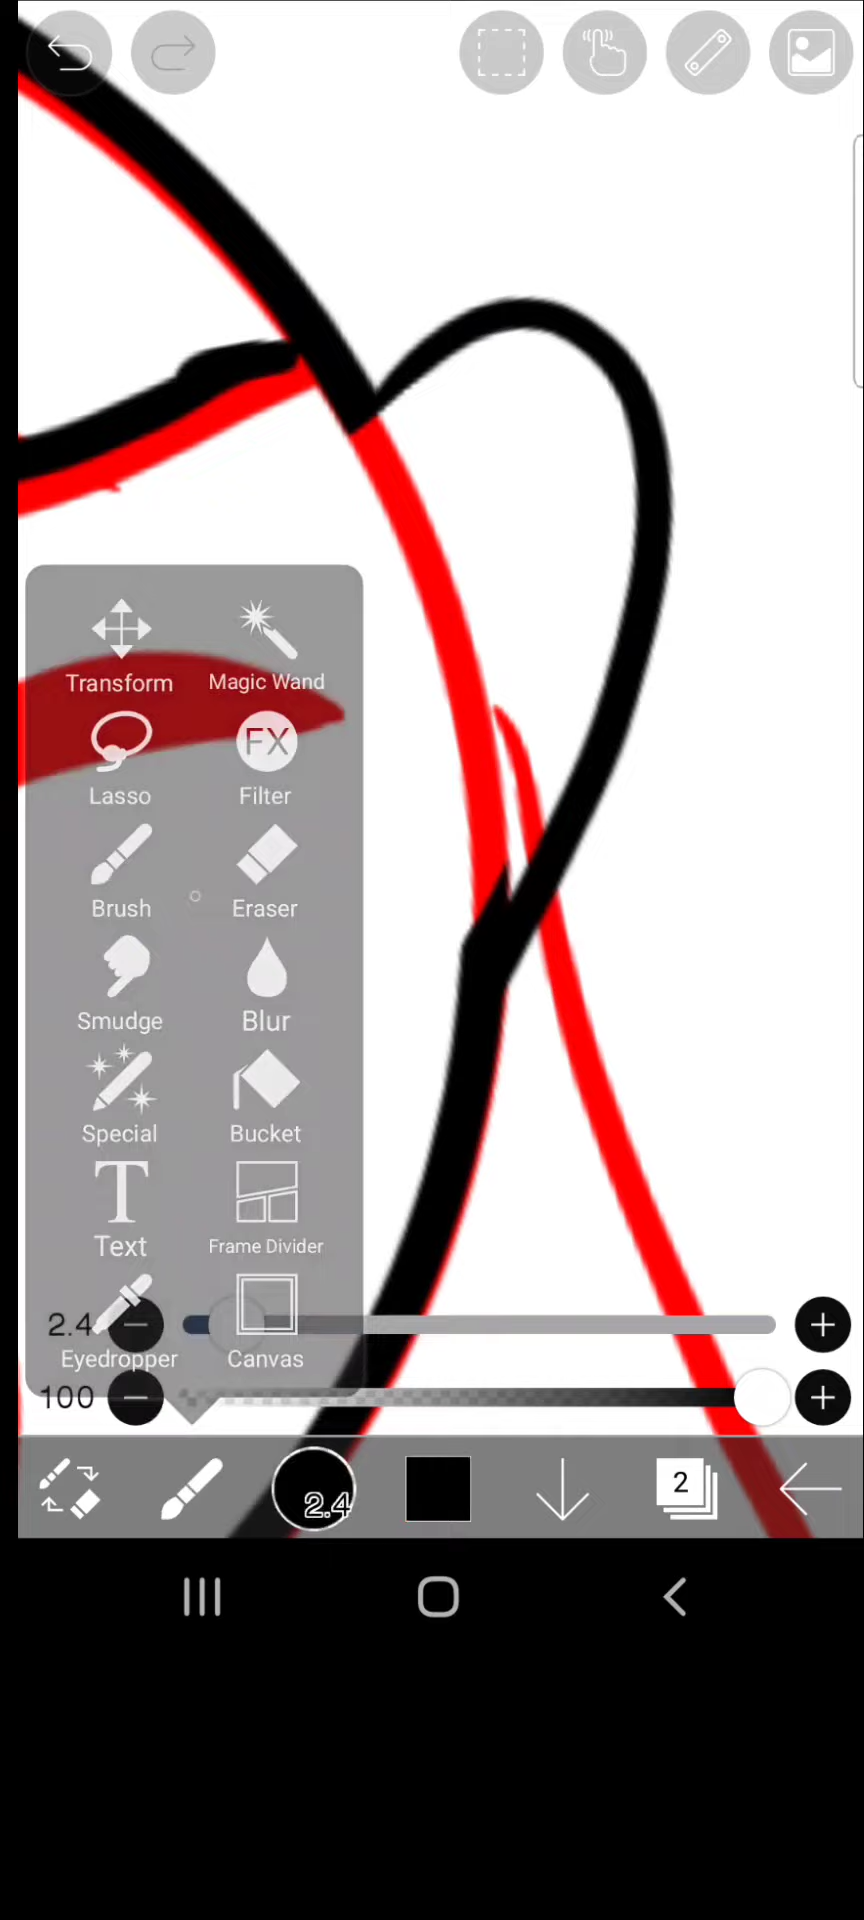 Transform Magic Wand
Lasso FX Filter
Brush Eraser
Smudge Blur
Special Bucket
T Text Frame Divider
2.4
Eyedropper Canvas
100
2.4 2